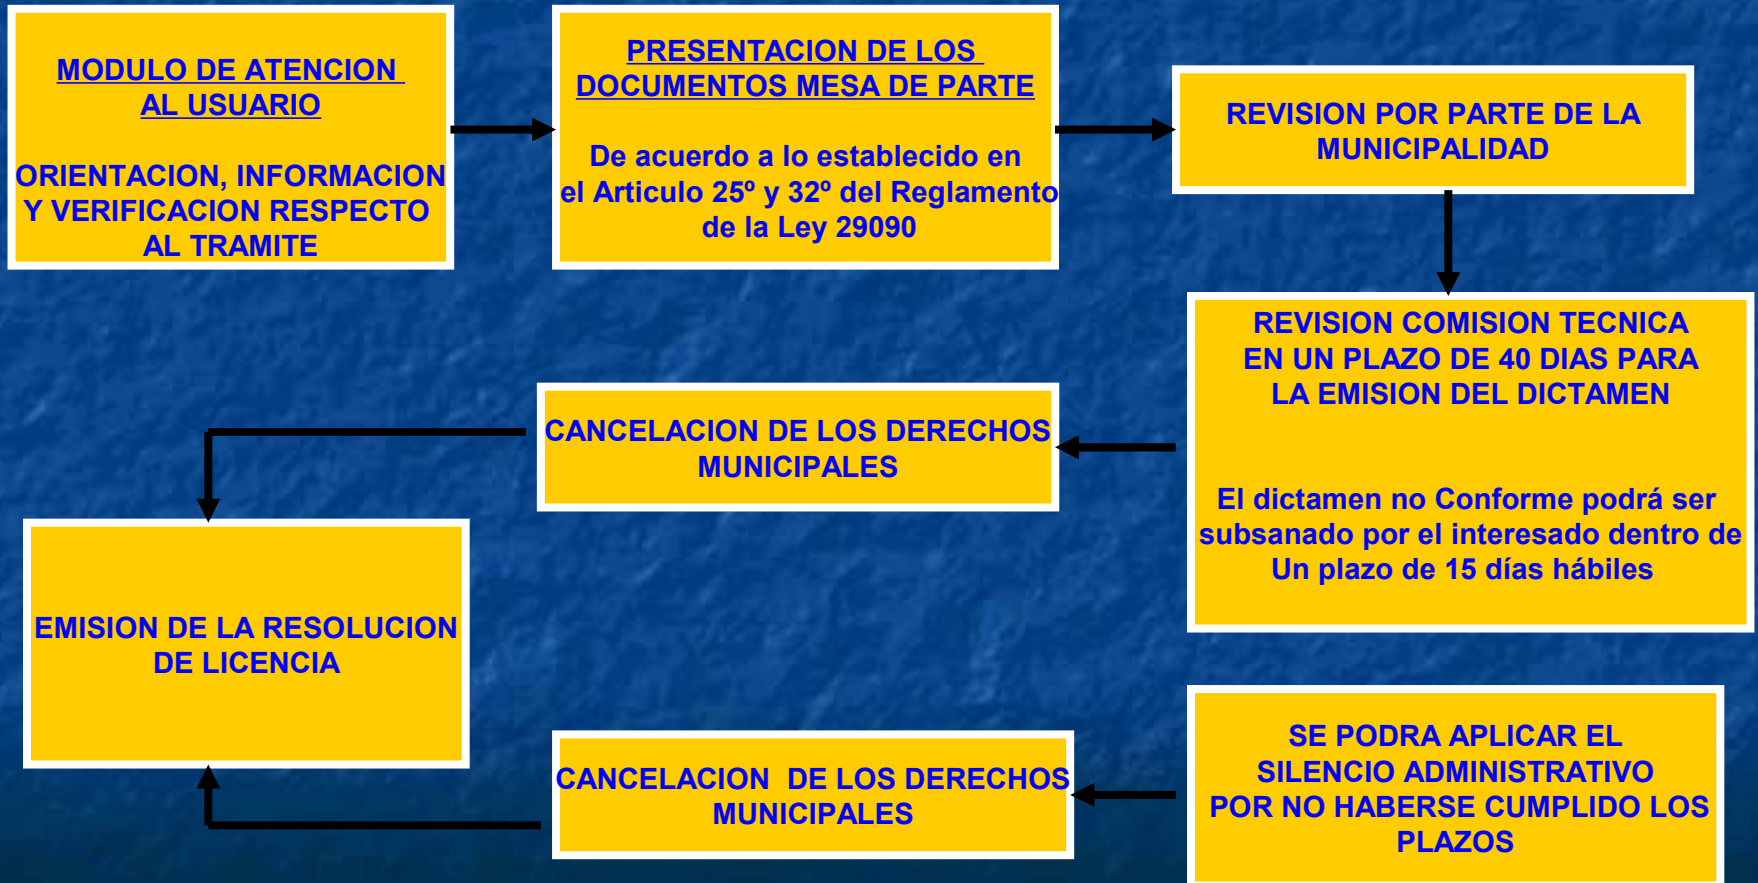 MODULO DE ATENCION
AL USUARIO
ORIENTACION, INFORMACION
Y VERIFICACION RESPECTO
AL TRAMITE
PRESENTACION DE LOS
DOCUMENTOS MESA DE PARTE
De acuerdo a lo establecido en
el Articulo 25º y 32º del Reglamento
de la Ley 29090
REVISION POR PARTE DE LA
MUNICIPALIDAD
REVISION COMISION TECNICA
EN UN PLAZO DE 40 DIAS PARA
LA EMISION DEL DICTAMEN
El dictamen no Conforme podrá ser
subsanado por el interesado dentro de
Un plazo de 15 días hábiles
CANCELACION DE LOS DERECHOS
MUNICIPALES
EMISION DE LA RESOLUCION
DE LICENCIA
SE PODRA APLICAR EL
SILENCIO ADMINISTRATIVO
POR NO HABERSE CUMPLIDO LOS
PLAZOS
CANCELACION DE LOS DERECHOS
MUNICIPALES